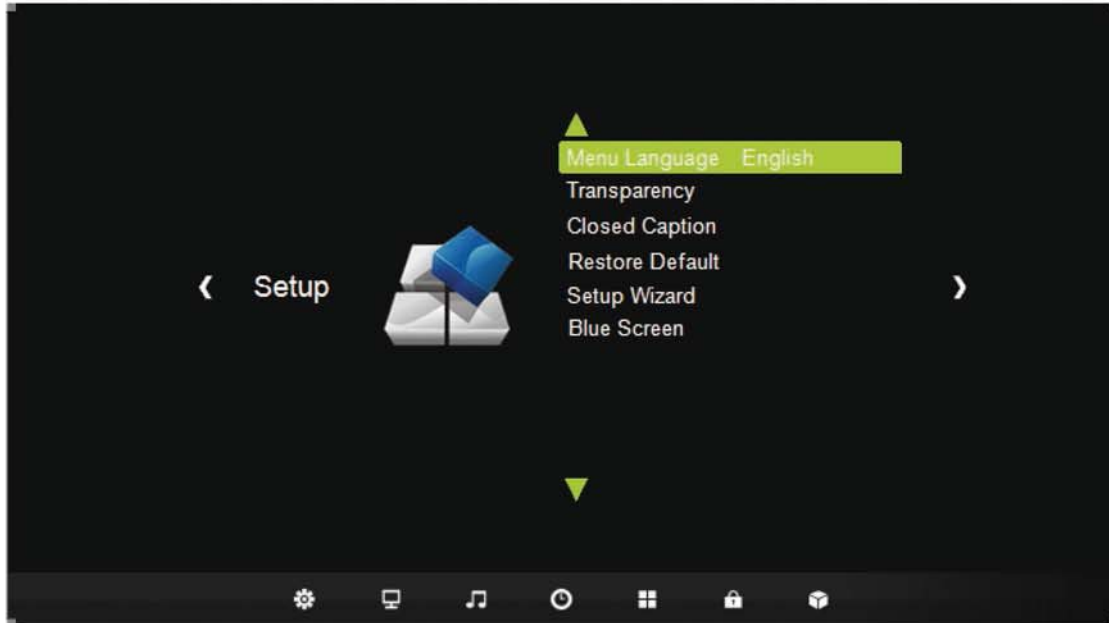 Menu Language English
Transparency
Closed Caption
Restore Default
Setup
Setup Wizard
Blue Screen